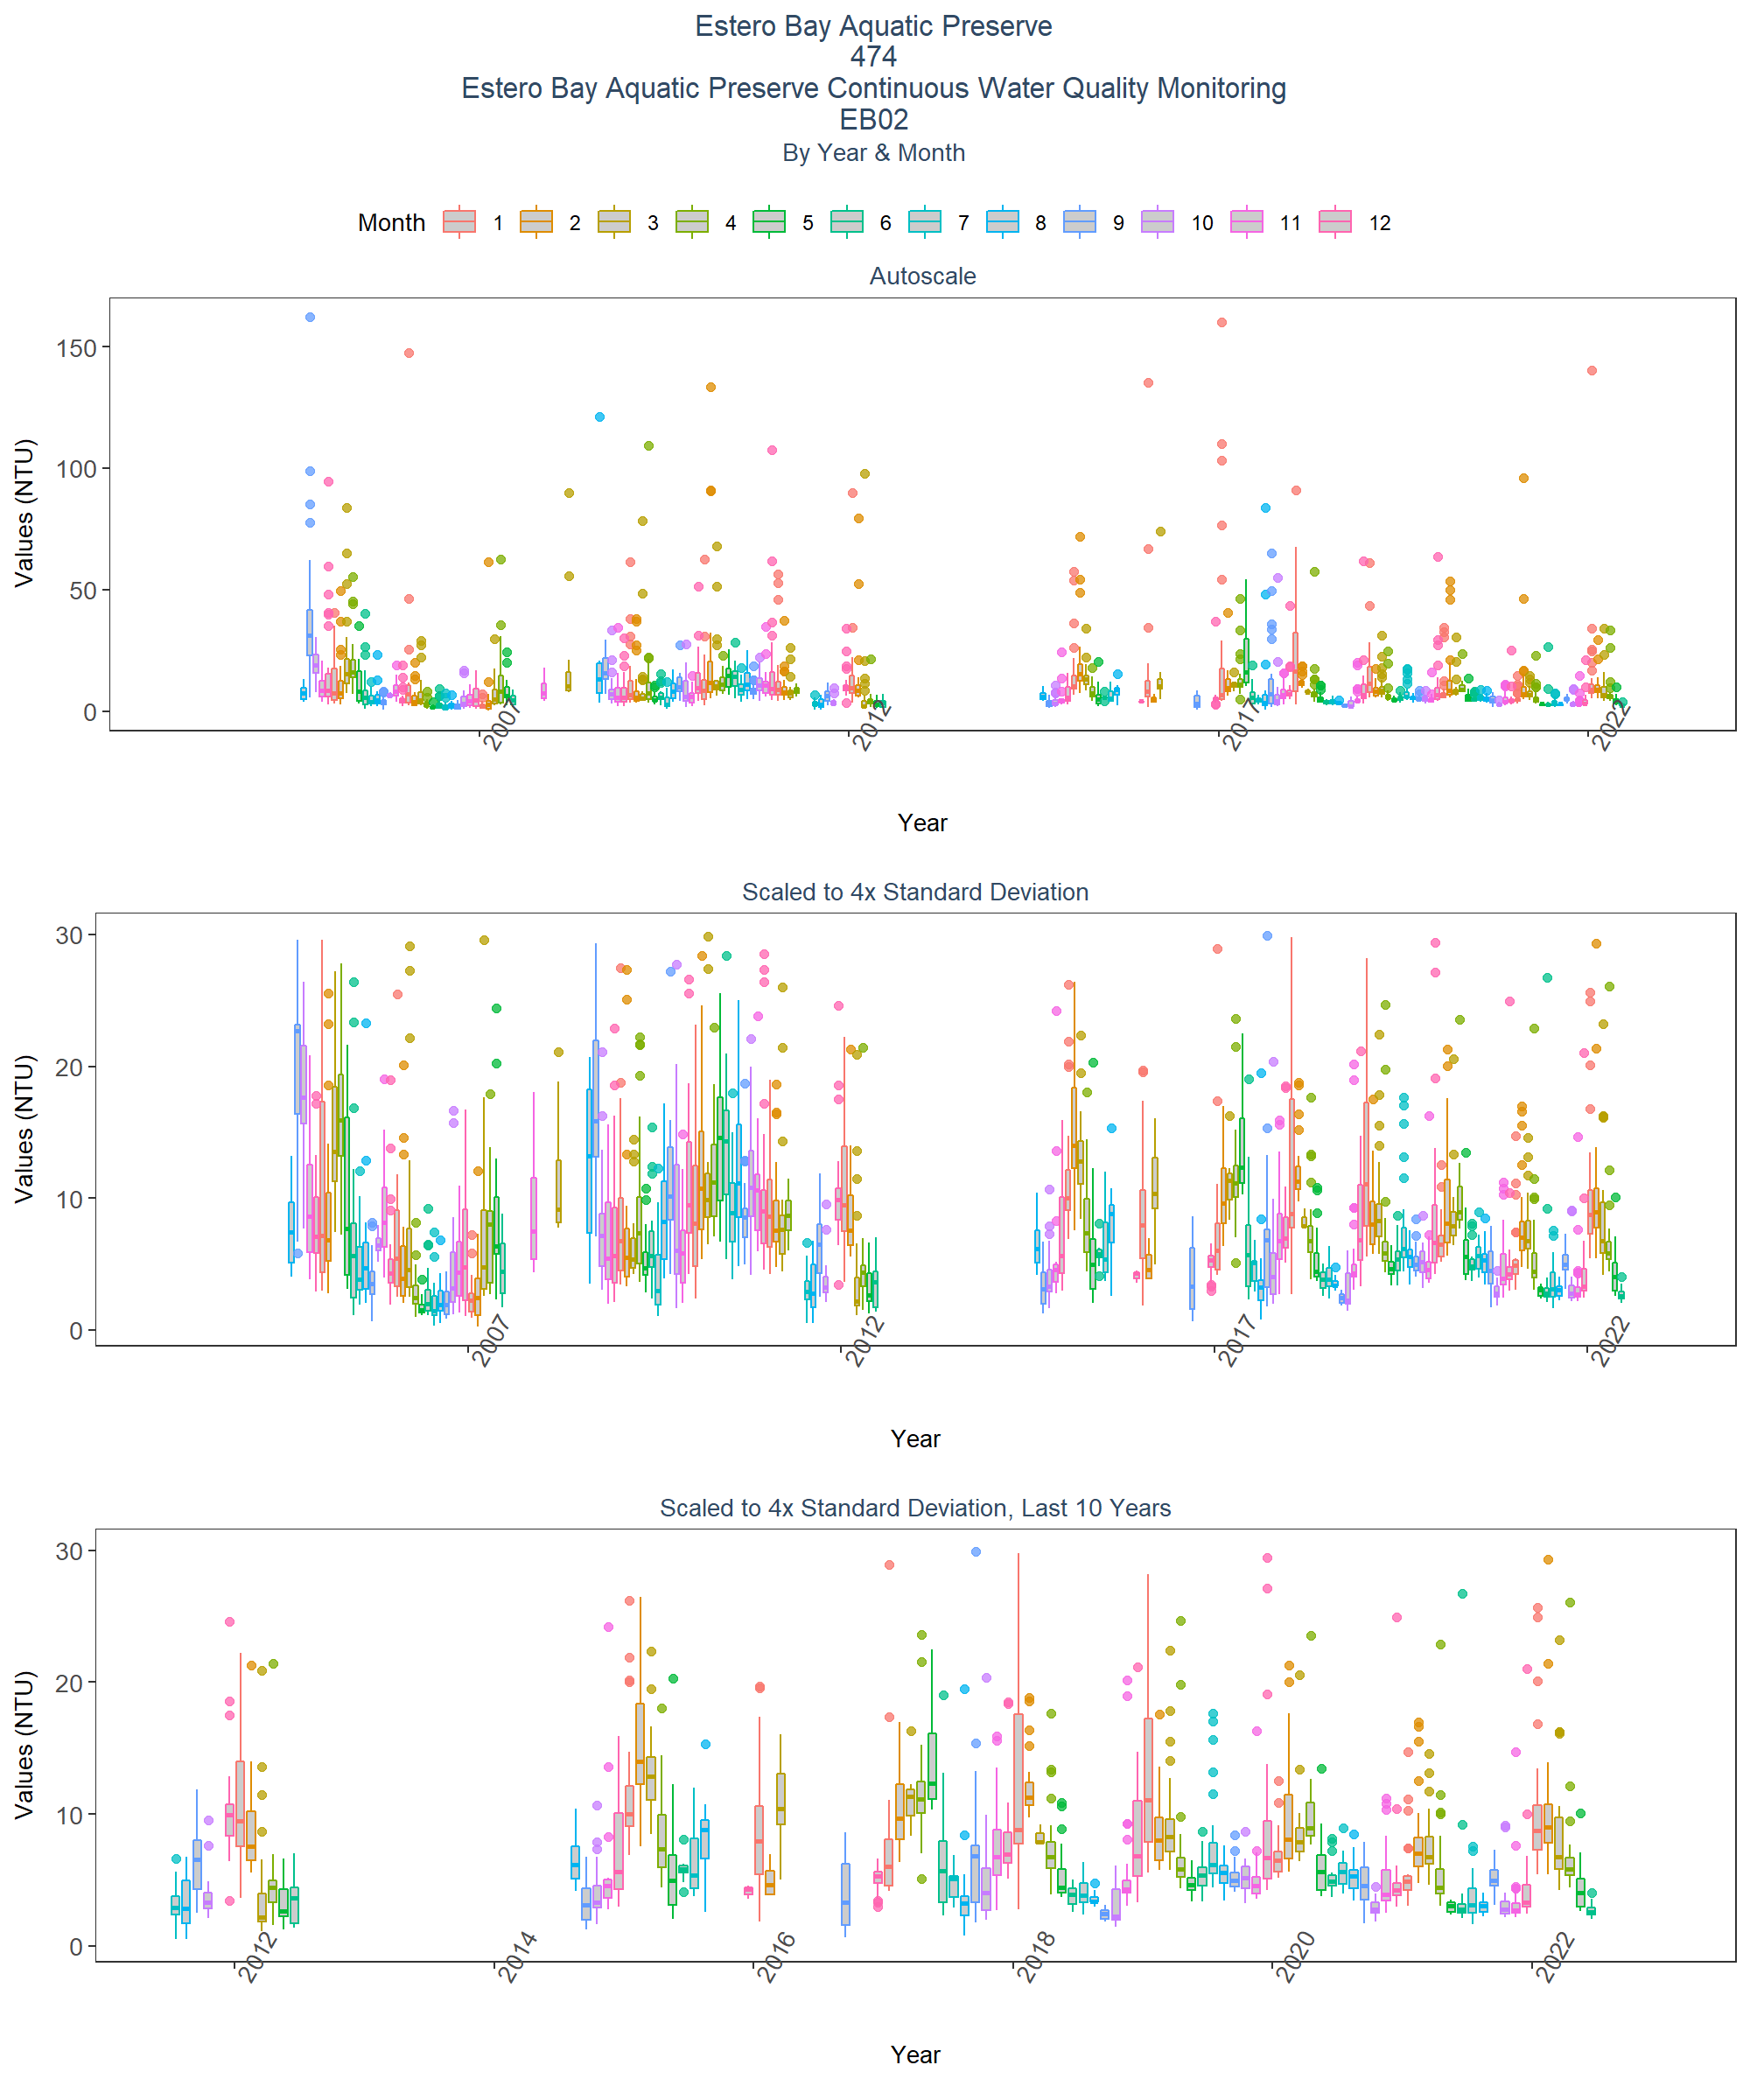 Estero Bay Aquatic Preserve
474
Estero Bay Aquatic Preserve Continuous Water Quality Monitoring
EB02
By Year & Month
Month 1 2 3 4 5 6 7 8 9 10 11 12
Autoscale
Values (NTU)
150
100
50
0
2007 2012 2017 2022
Year
Scaled to 4x Standard Deviation
Values (NTU)
30
20
10
0
2007 2012 2017 2022
Year
Scaled to 4x Standard Deviation, Last 10 Years
Values (NTU)
30
20
10
0
2012 2014 2016 2018 2020 2022
Year